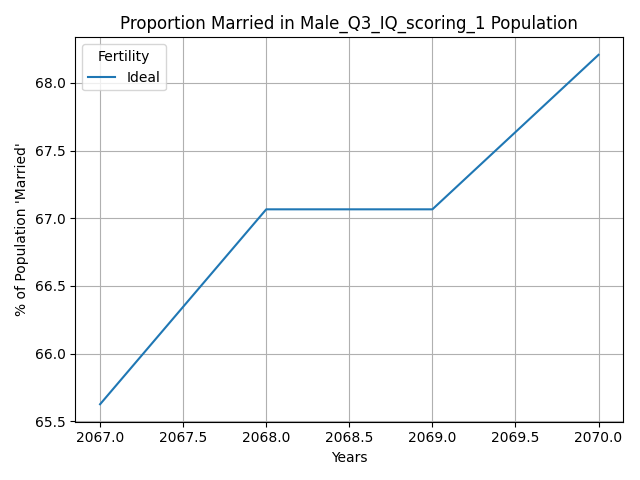 Proportion Married in Male_Q3_IQ_scoring_1 Population
Fertility
Ideal
% of Population 'Married'
68.0
67.5
67.0
66.5
66.0
65.5
2067.0 2067.5 2068.0 2068.5 2069.0 2069.5 2070.0
Years